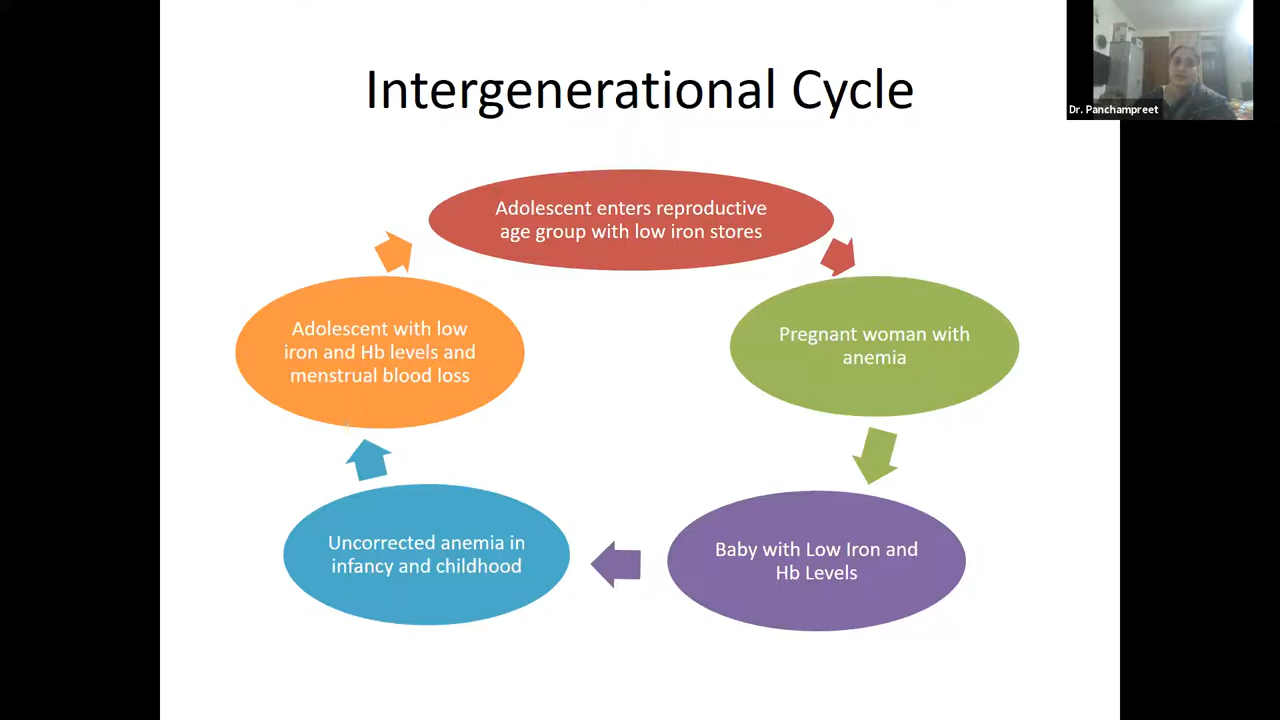 Intergenerational Cycle
Dr. Panchampreet
Adolescent enters reproductive
age group with low iron stores
Pregnant woman with
anemia
Baby with Low Iron and
Hb Levels
Uncorrected anemia in
infancy and childhood
Adolescent with low
iron and Hb levels and
menstrual blood loss